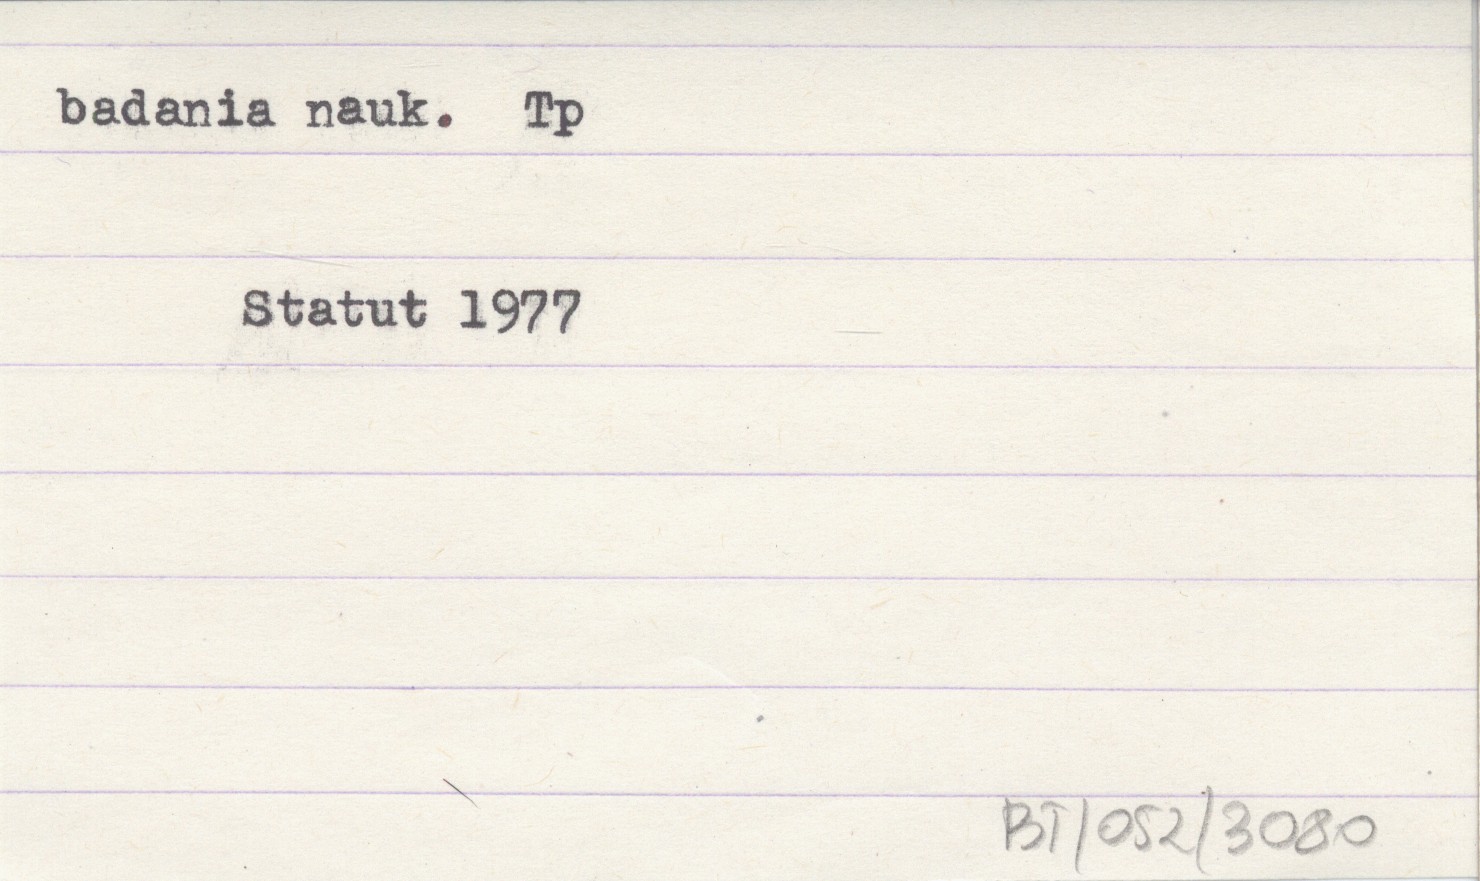 badania nauk. Tp
Statut 1977
BT/052/3080